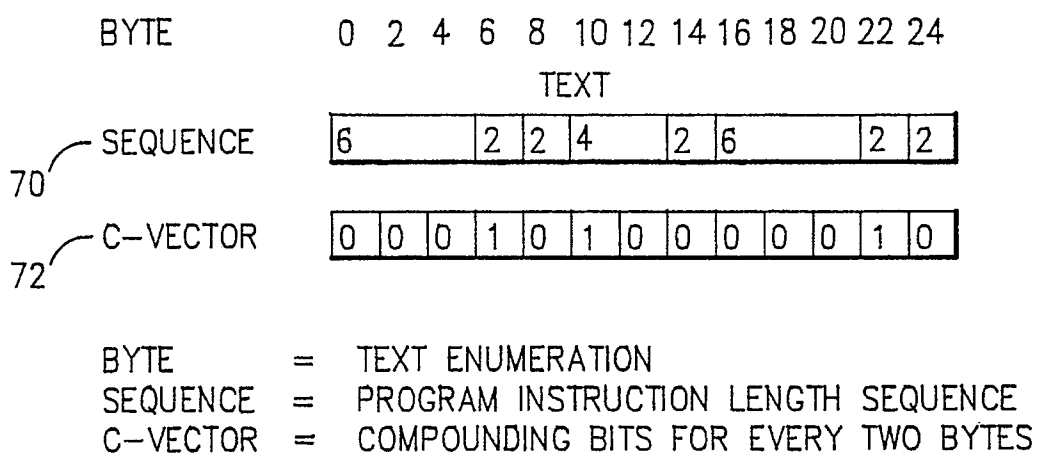 BYTE 0 2 4 6 8 10 12 14 16 18 20 22 24
TEXT
SEQUENCE 6 2 2 4 2 6 2 2
70
C-VECTOR 0 0 0 1 0 1 0 0 0 0 0 1 0
72
BYTE = TEXT ENUMERATION
SEQUENCE = PROGRAM INSTRUCTION LENGTH SEQUENCE
C-VECTOR = COMPOUNDING BITS FOR EVERY TWO BYTES